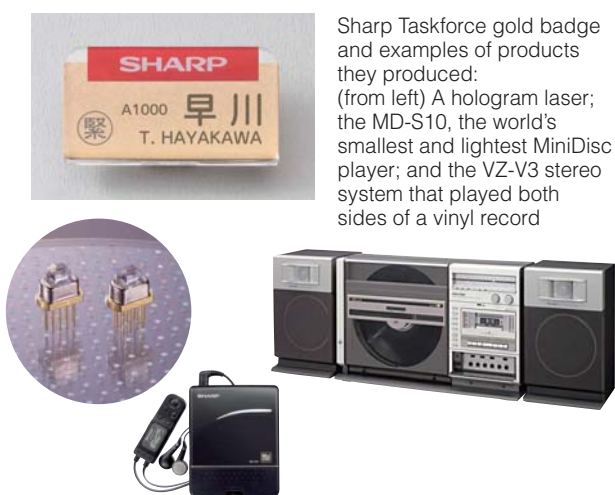 SHARP
A1000 早川
緊
T. HAYAKAWA
Sharp Taskforce gold badge
and examples of products
they produced:
(from left) A hologram laser;
the MD-S10, the world's
smallest and lightest MiniDisc
player; and the VZ-V3 stereo
system that played both
sides of a vinyl record
SHARP